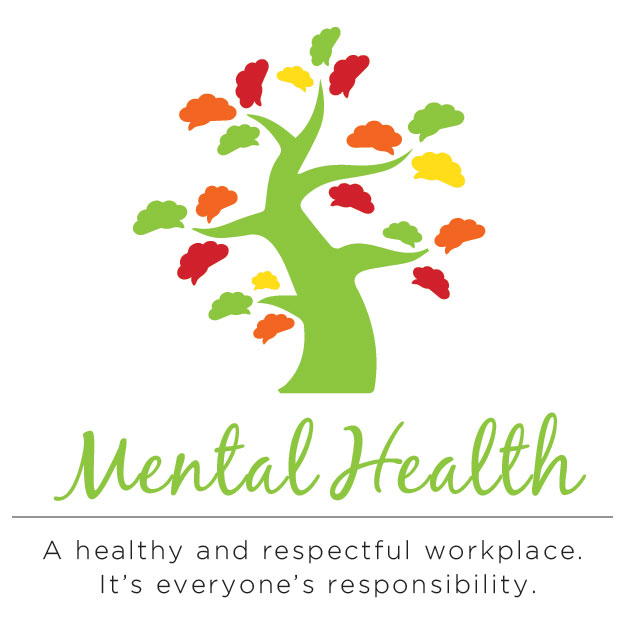 Mental Health
A healthy and respectful workplace.
It’s everyone’s responsibility.